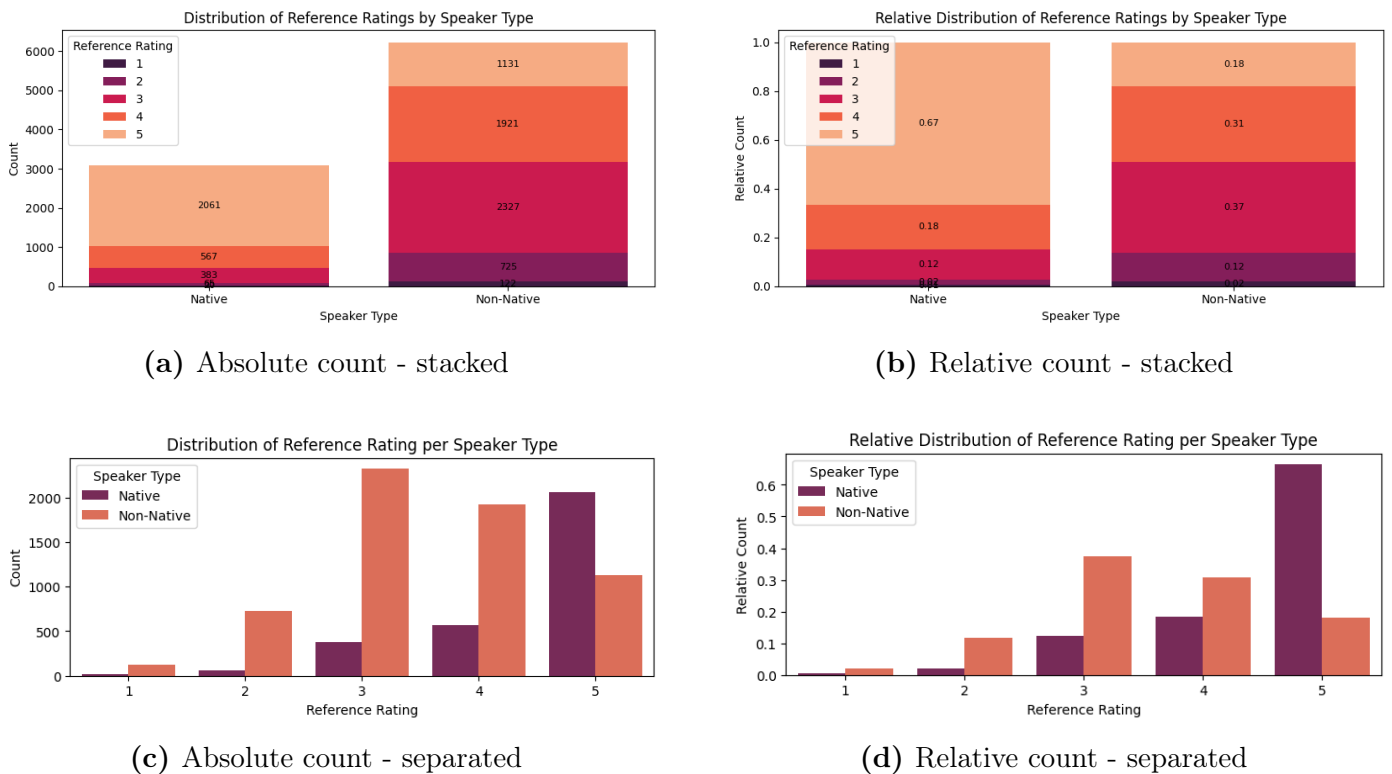 Distribution of Reference Ratings by Speaker Type
Reference Rating
1
2
3
4
5
6000
5000
4000
3000
2000
1000
0
Count
2061
567
383
1131
1921
2327
725
122
Native
Non-Native
Speaker Type
(a) Absolute count - stacked
Relative Distribution of Reference Ratings by Speaker Type
Reference Rating
1
2
3
4
5
1.0
0.8
0.6
0.4
0.2
0.0
Relative Count
0.67
0.18
0.12
0.02
0.18
0.31
0.37
0.12
0.02
Native
Non-Native
Speaker Type
(b) Relative count - stacked
Distribution of Reference Rating per Speaker Type
Speaker Type
Native
Non-Native
2000
1500
1000
500
0
Count
1
2
3
4
5
Reference Rating
(c) Absolute count - separated
Relative Distribution of Reference Rating per Speaker Type
Speaker Type
Native
Non-Native
0.6
0.5
0.4
0.3
0.2
0.1
0.0
Relative Count
1
2
3
4
5
Reference Rating
(d) Relative count - separated